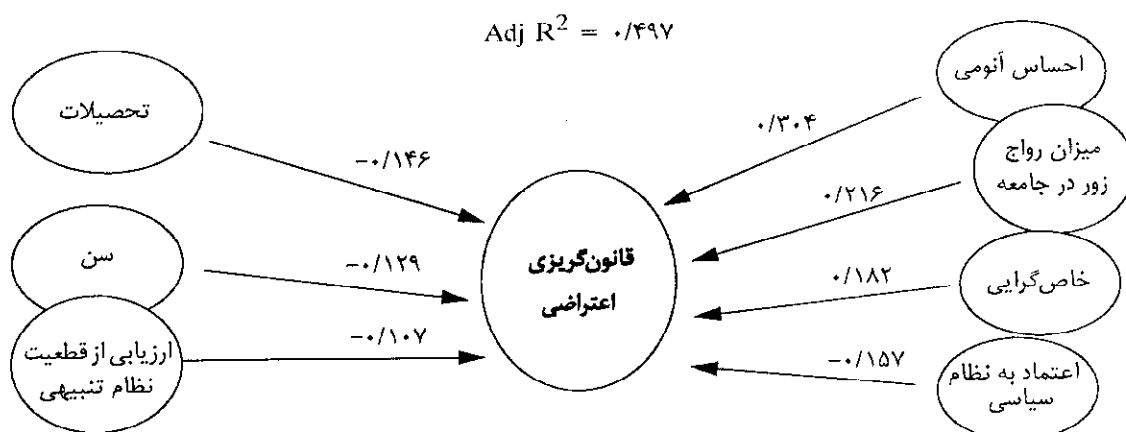 Adj R² = ۰/۴۹۷
احساس آنومی
۰/۳۰۴
میزان رواج
زور در جامعه
۰/۲۱۶
خاص‌گرایی
۰/۱۸۲
اعتماد به نظام
سیاسی
-۰/۱۵۷
قانون‌گریزی
اعتراضی
تحصیلات
-۰/۱۴۶
سن
-۰/۱۲۹
ارزیابی از قطعیت
نظام تنبیهی
-۰/۱۰۷